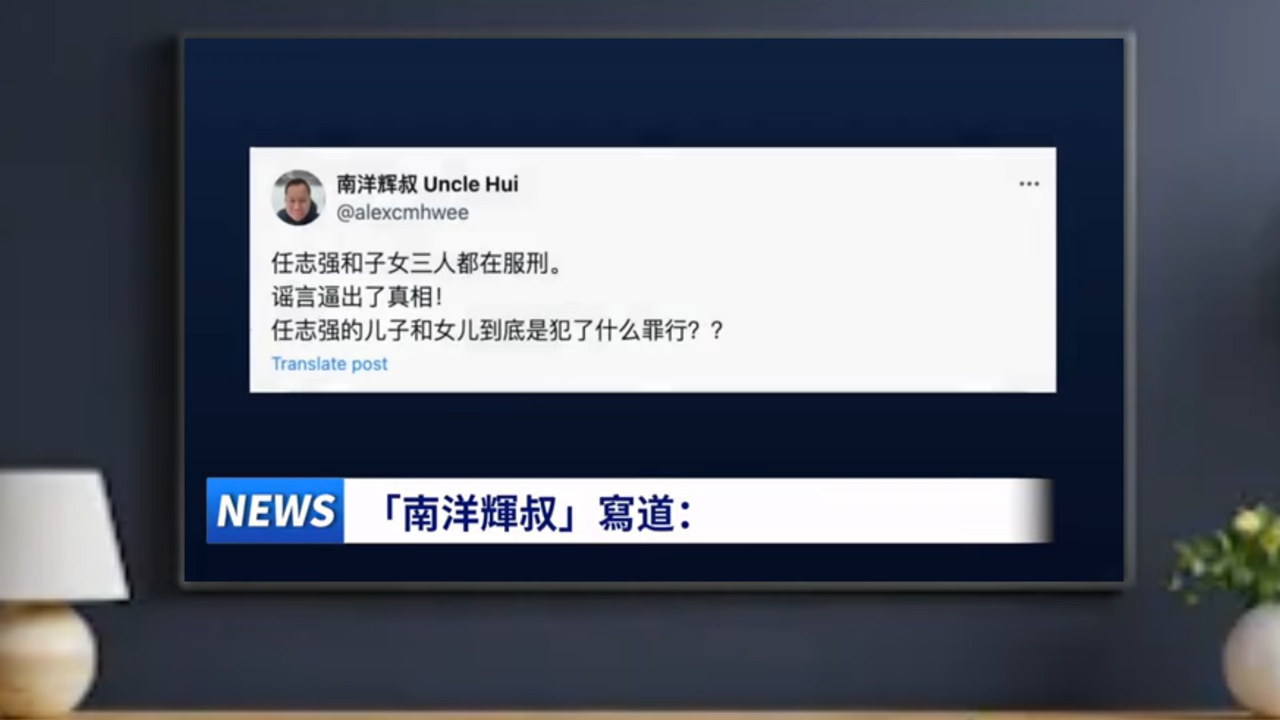 南洋辉叔 Uncle Hui
@alexcmhwee
任志强和子女三人都在服刑。
谣言逼出了真相！
任志强的儿子和女儿到底是犯了什么罪行？？
Translate post
NEWS 「南洋輝叔」寫道：